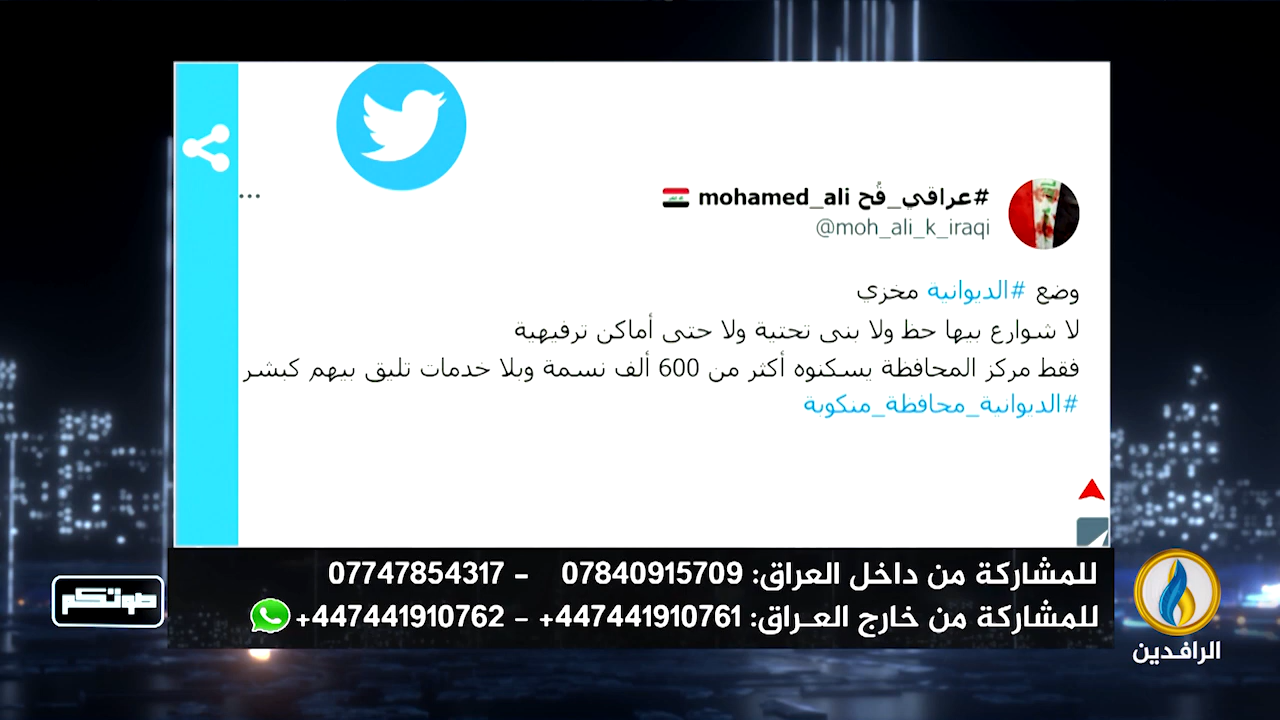 #عراقي_قُح mohamed_ali
@moh_ali_k_iraqi
...
وضع #الديوانية مخزي
لا شوارع بيها حظ ولا بنى تحتية ولا حتى أماكن ترفيهية
فقط مركز المحافظة يسكنوه أكثر من 600 ألف نسمة وبلا خدمات تليق بيهم كبشر
#الديوانية_محافظة_منكوبة
للمشاركة من داخل العراق: 07840915709 - 07747854317
للمشاركة من خارج العـراق: 447441910761+ - 447441910762+
صوتكم
الرافدين